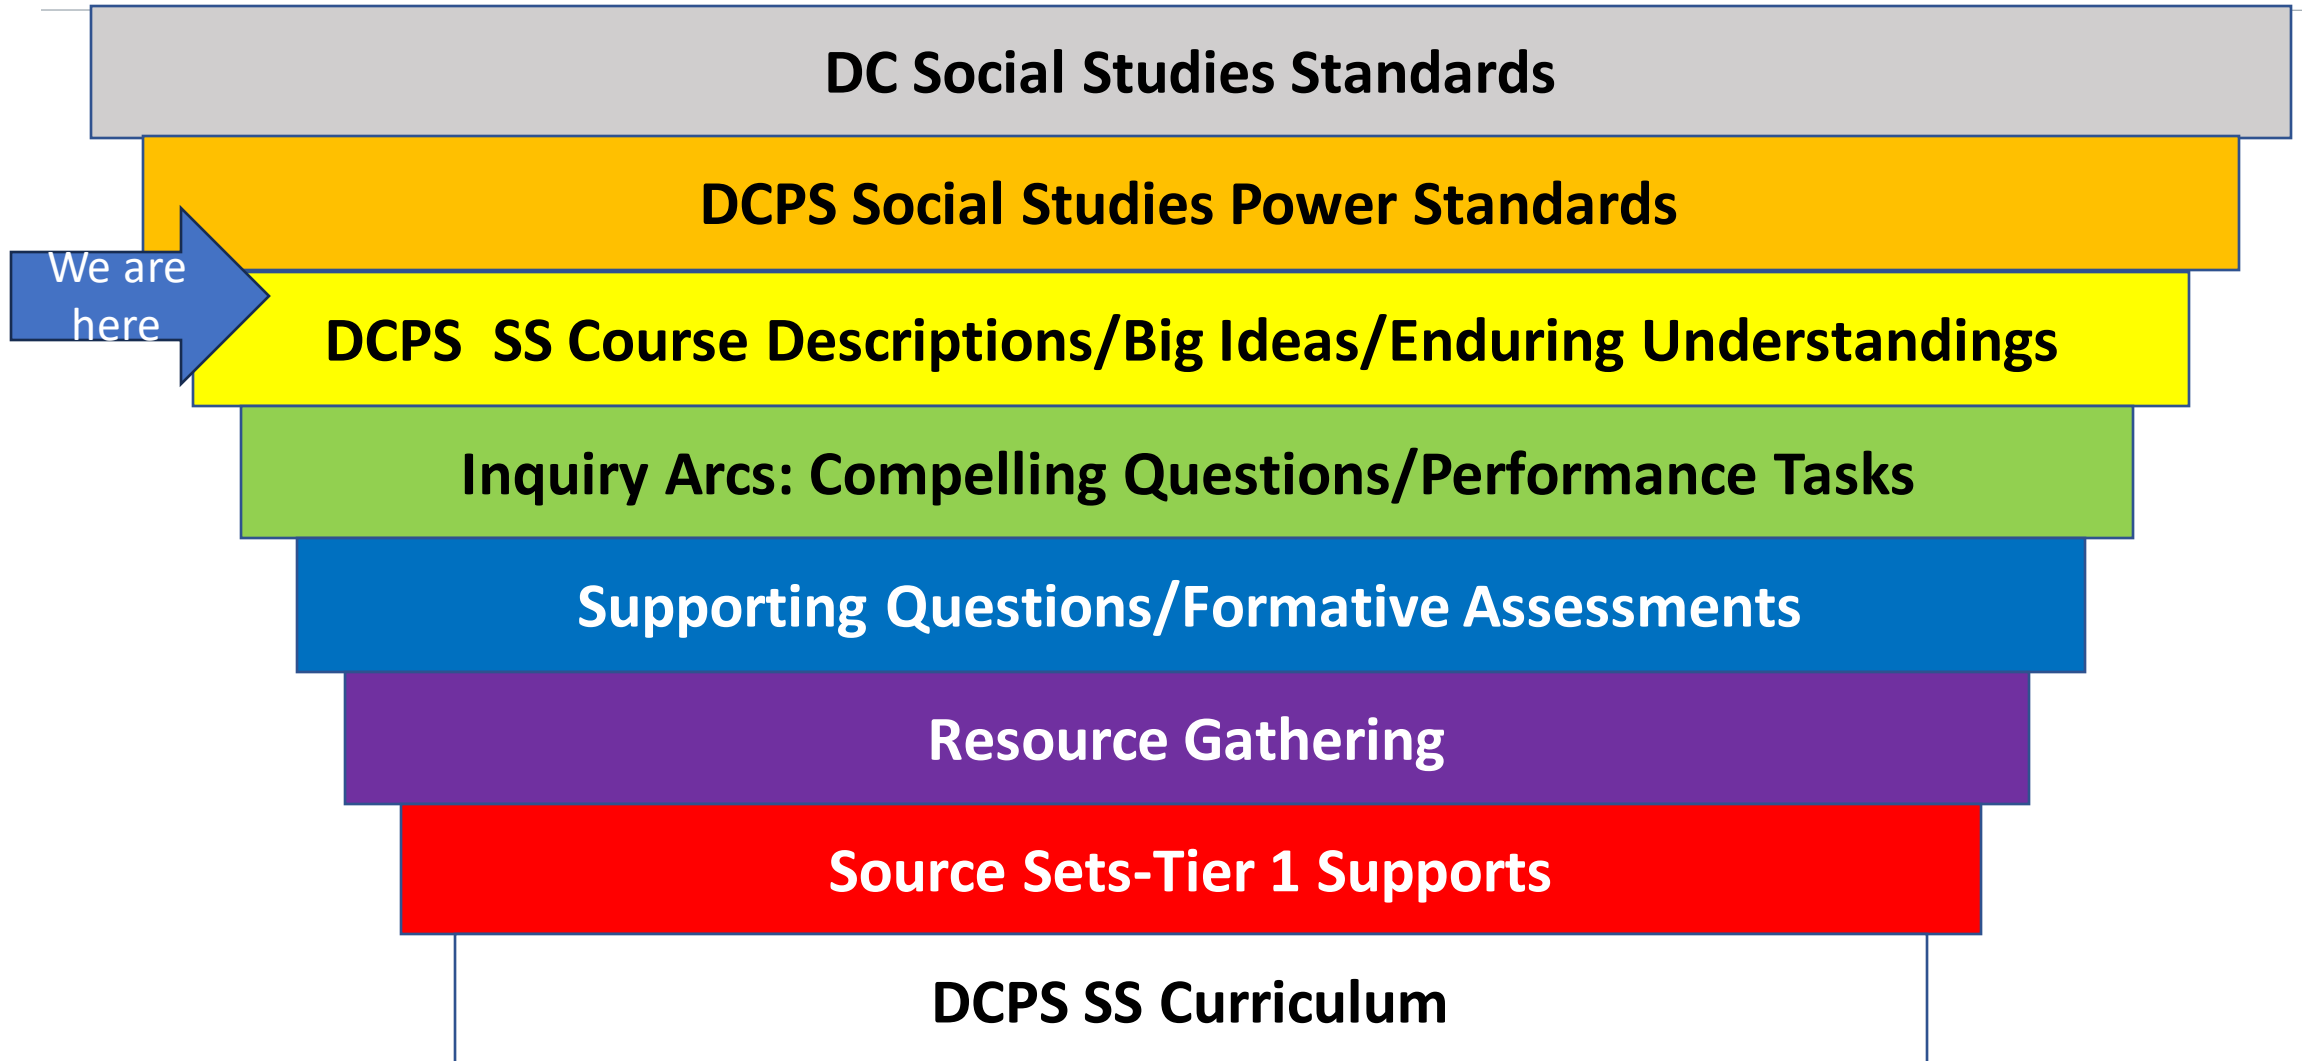 DC Social Studies Standards
DCPS Social Studies Power Standards
We are
here
DCPS  SS Course Descriptions/Big Ideas/Enduring Understandings
Inquiry Arcs: Compelling Questions/Performance Tasks
Supporting Questions/Formative Assessments
Resource Gathering
Source Sets-Tier 1 Supports
DCPS SS Curriculum